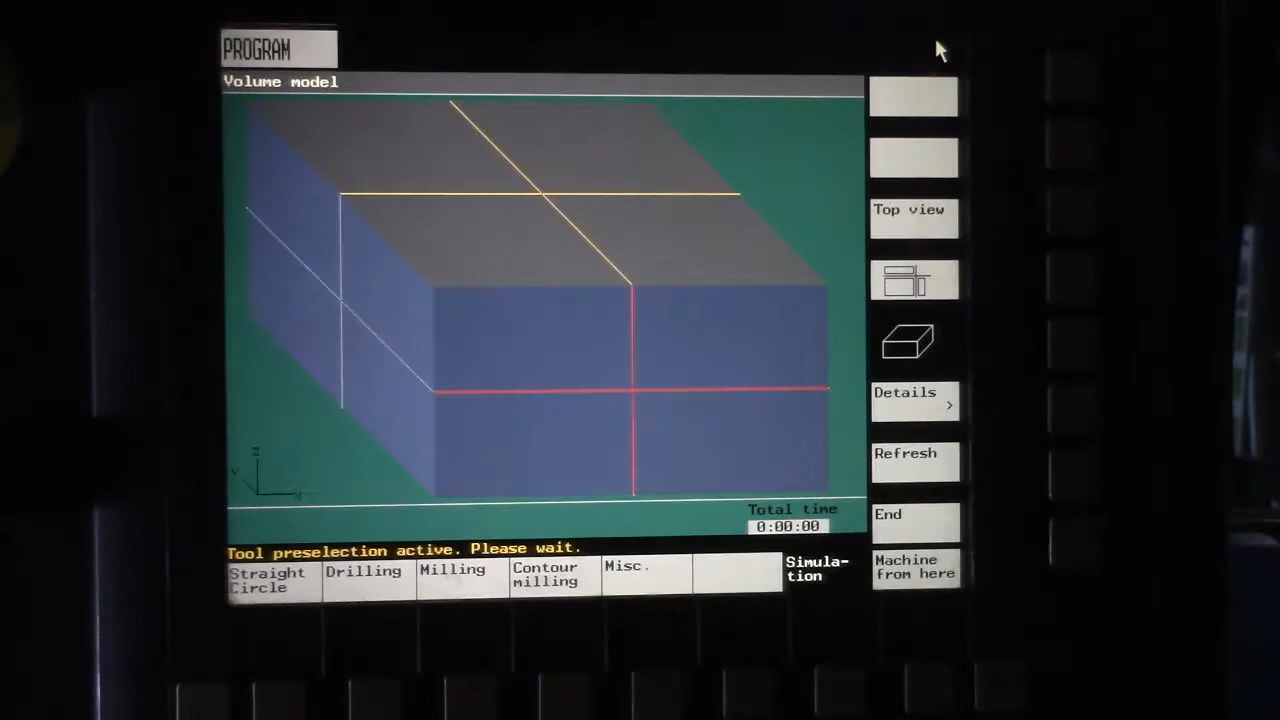 PROGRAM
Volume model
Top view
Details
Refresh
End
Machine
from here
Z
Y
X
Total time
0:00:00
Tool preselection active. Please wait.
Straight
Circle
Drilling
Milling
Contour
milling
Misc.
Simula-
tion